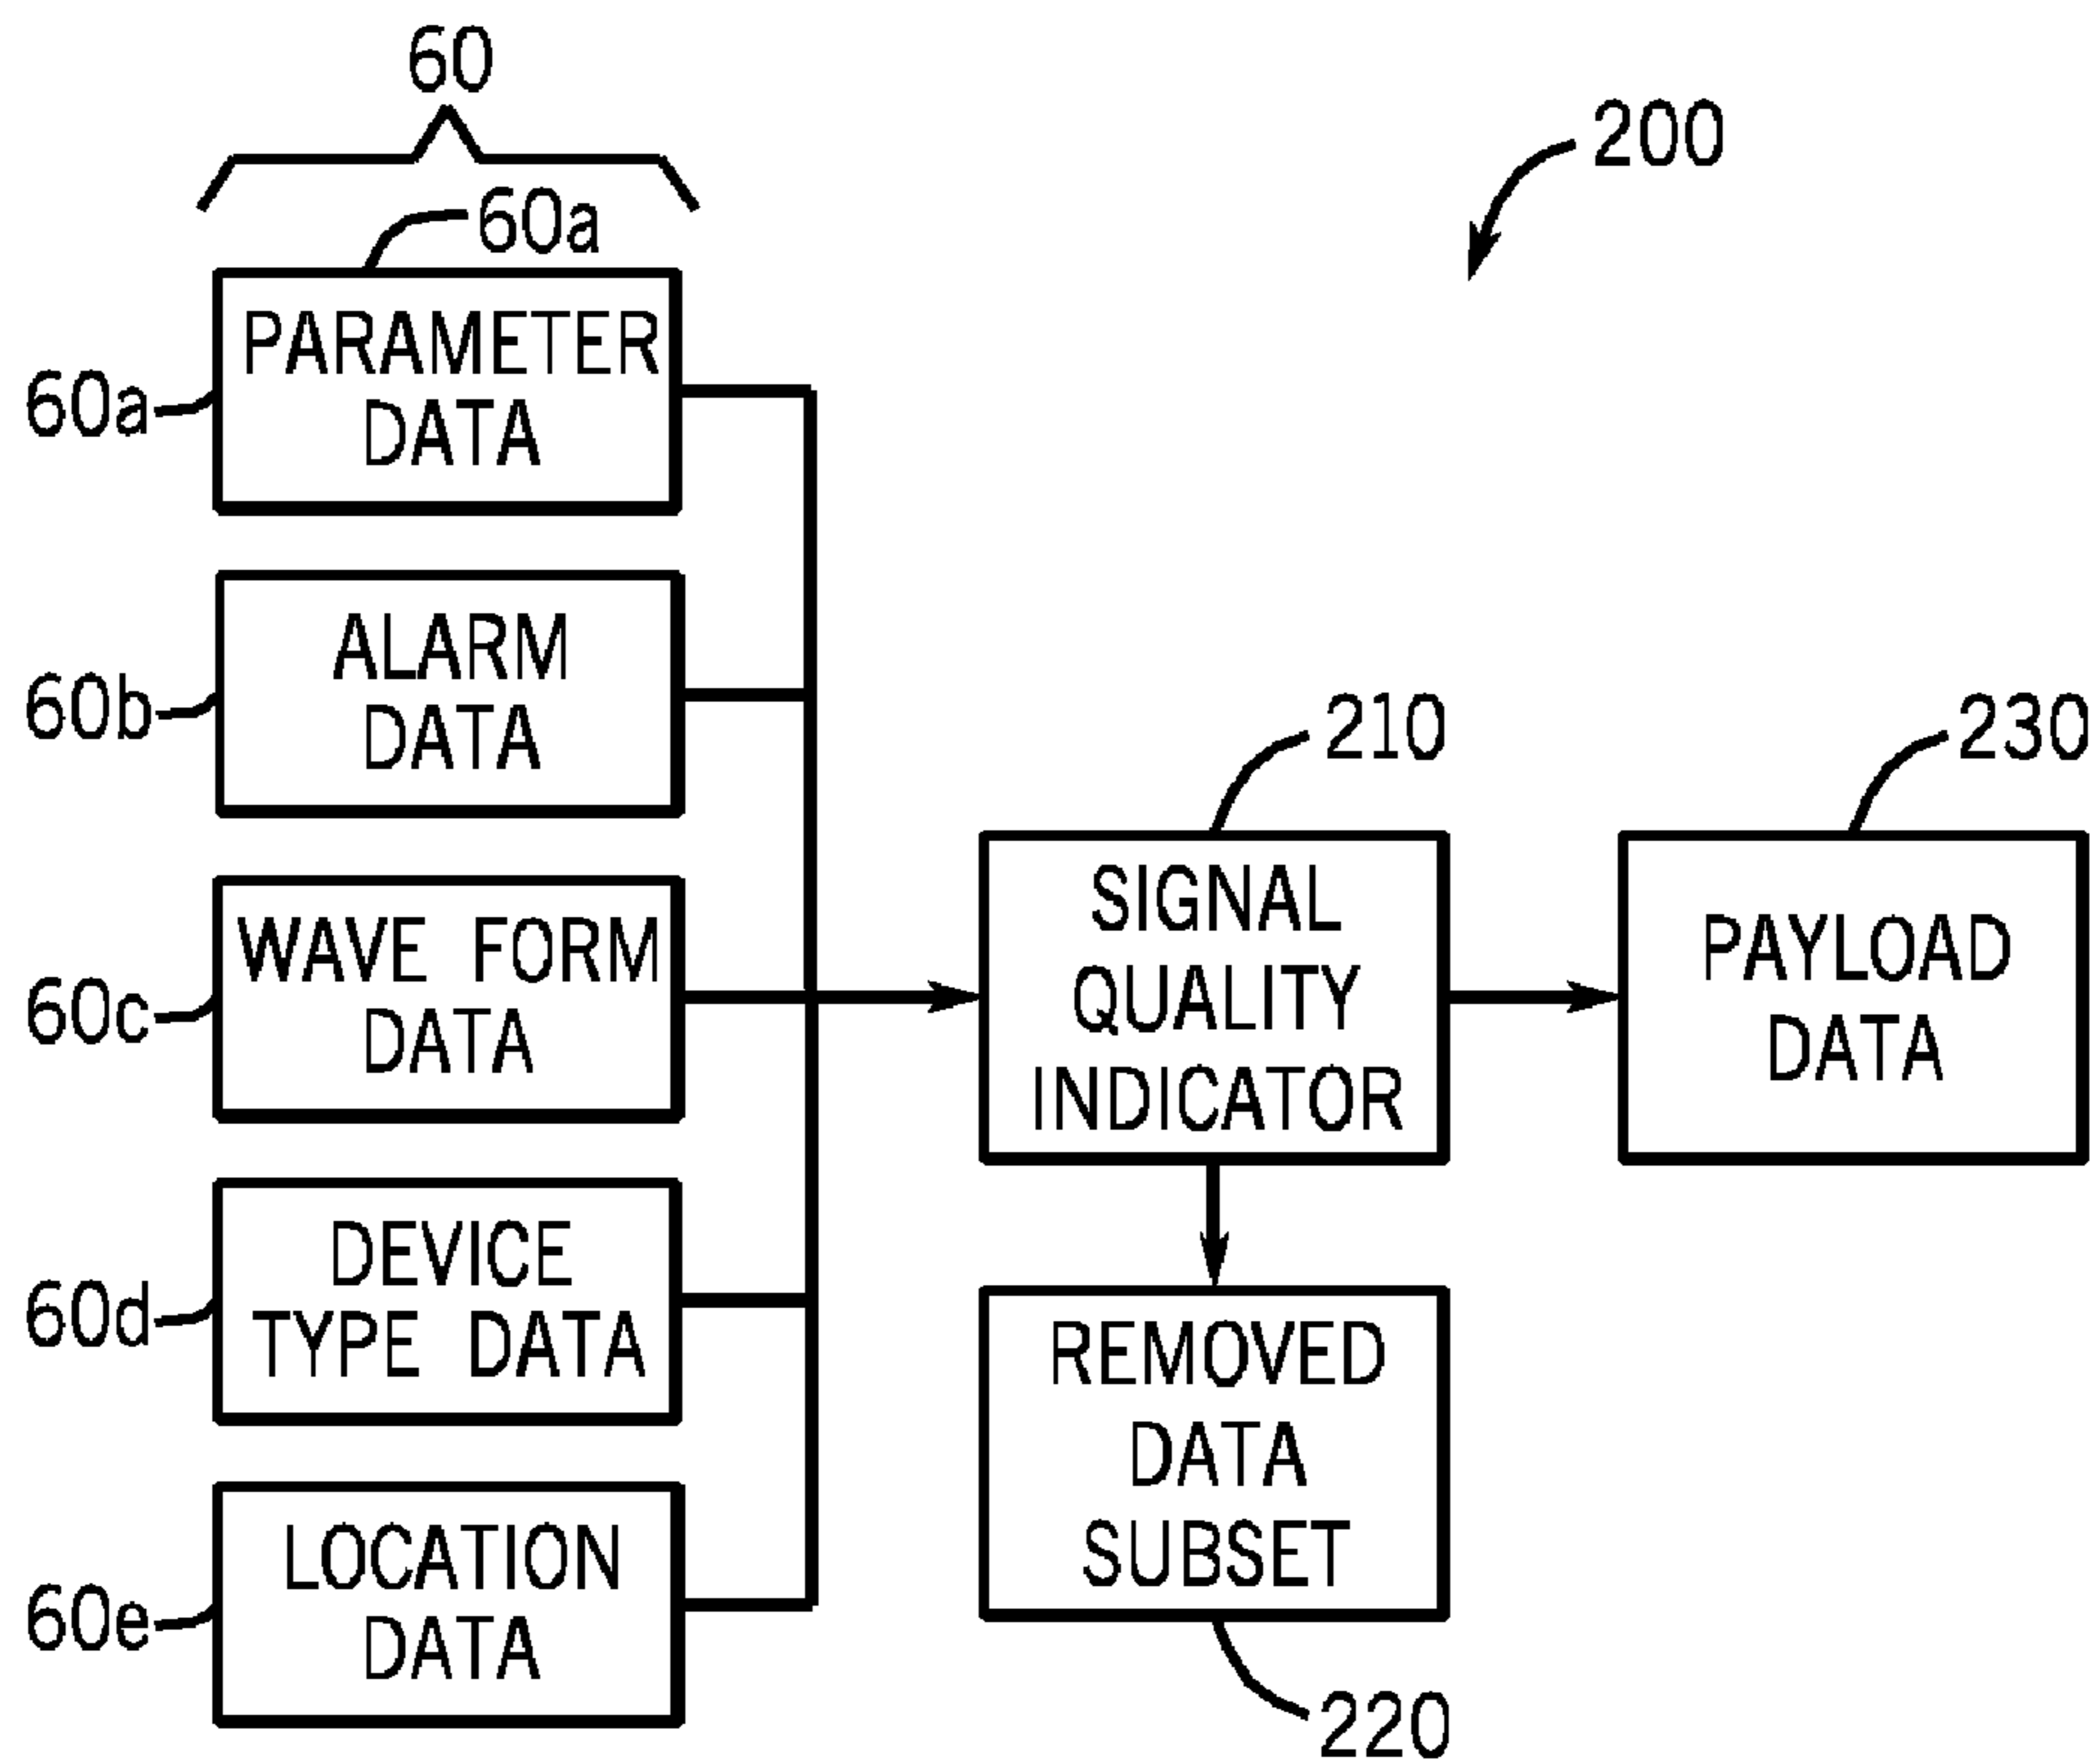 60
200
60a
PARAMETER
DATA
60a
ALARM
DATA
60b
WAVE FORM
DATA
60c
DEVICE
TYPE DATA
60d
LOCATION
DATA
60e
210
SIGNAL
QUALITY
INDICATOR
230
PAYLOAD
DATA
REMOVED
DATA
SUBSET
220